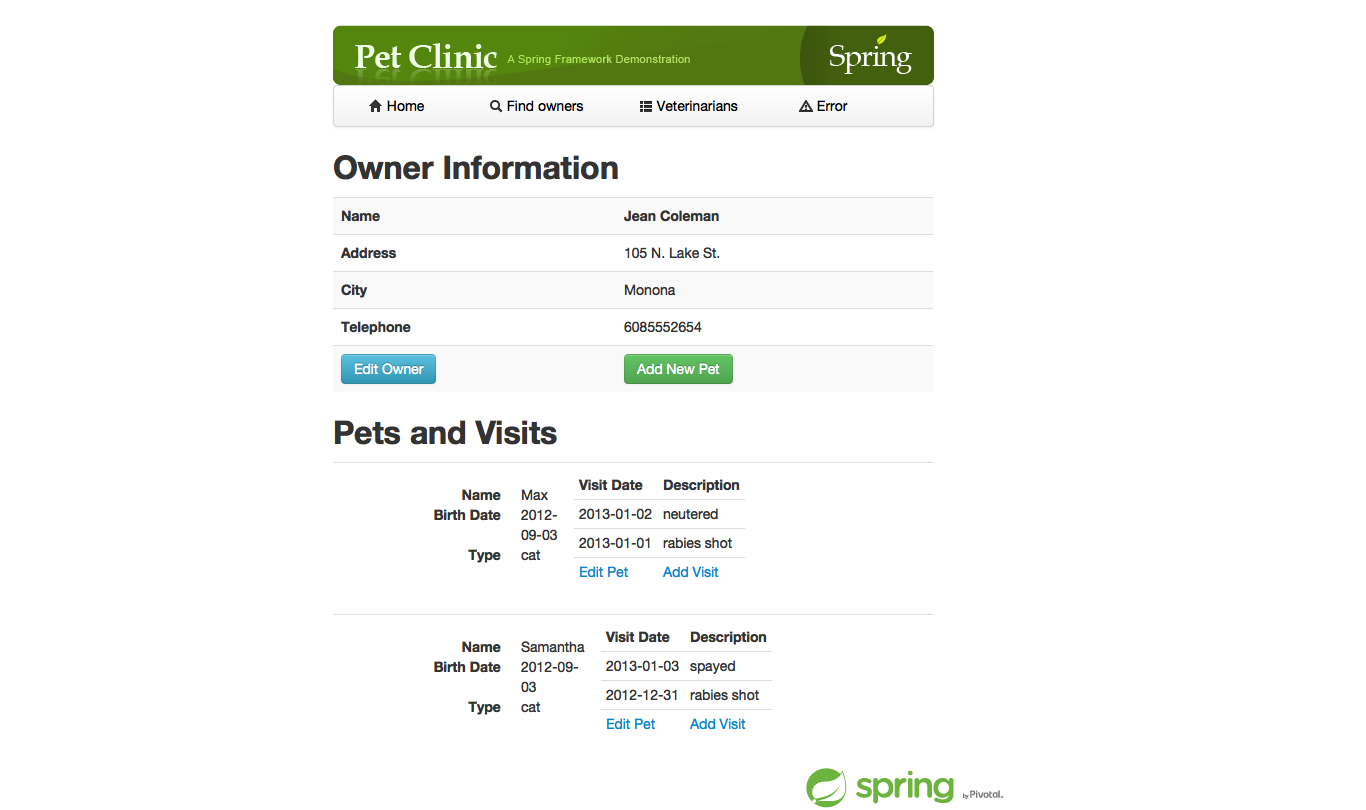 Pet Clinic A Spring Framework Demonstration Spring
Home Find owners Veterinarians Error
Owner Information
Name Jean Coleman
Address 105 N. Lake St.
City Monona
Telephone 6085552654
Edit Owner Add New Pet
Pets and Visits
Visit Date Description
Name Max
Birth Date 2012-
09-03
Type cat
2013-01-02 neutered
2013-01-01 rabies shot
Edit Pet Add Visit
Visit Date Description
Name Samantha
Birth Date 2012-09-
03
Type cat
2013-01-03 spayed
2012-12-31 rabies shot
Edit Pet Add Visit
spring by Pivotal.